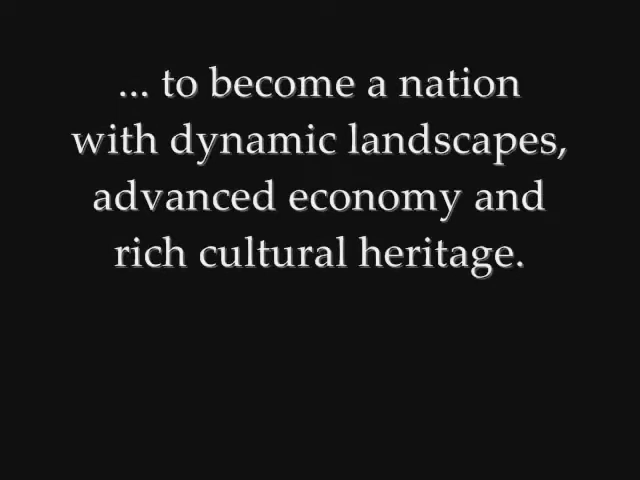 ... to become a nation
with dynamic landscapes,
advanced economy and
rich cultural heritage.